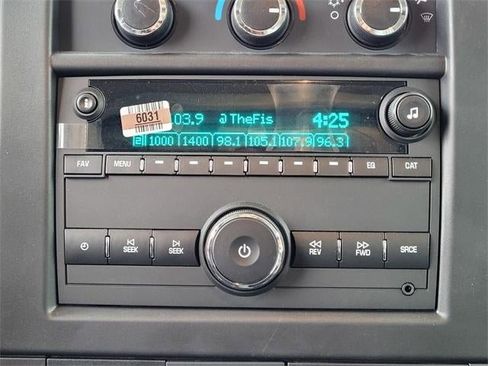 6031
03.9 @TheFis 4:25
1000 1400 98.1 105.1 107.9 96.3
FAV MENU EQ CAT
SEEK SEEK REV FWD SRCE